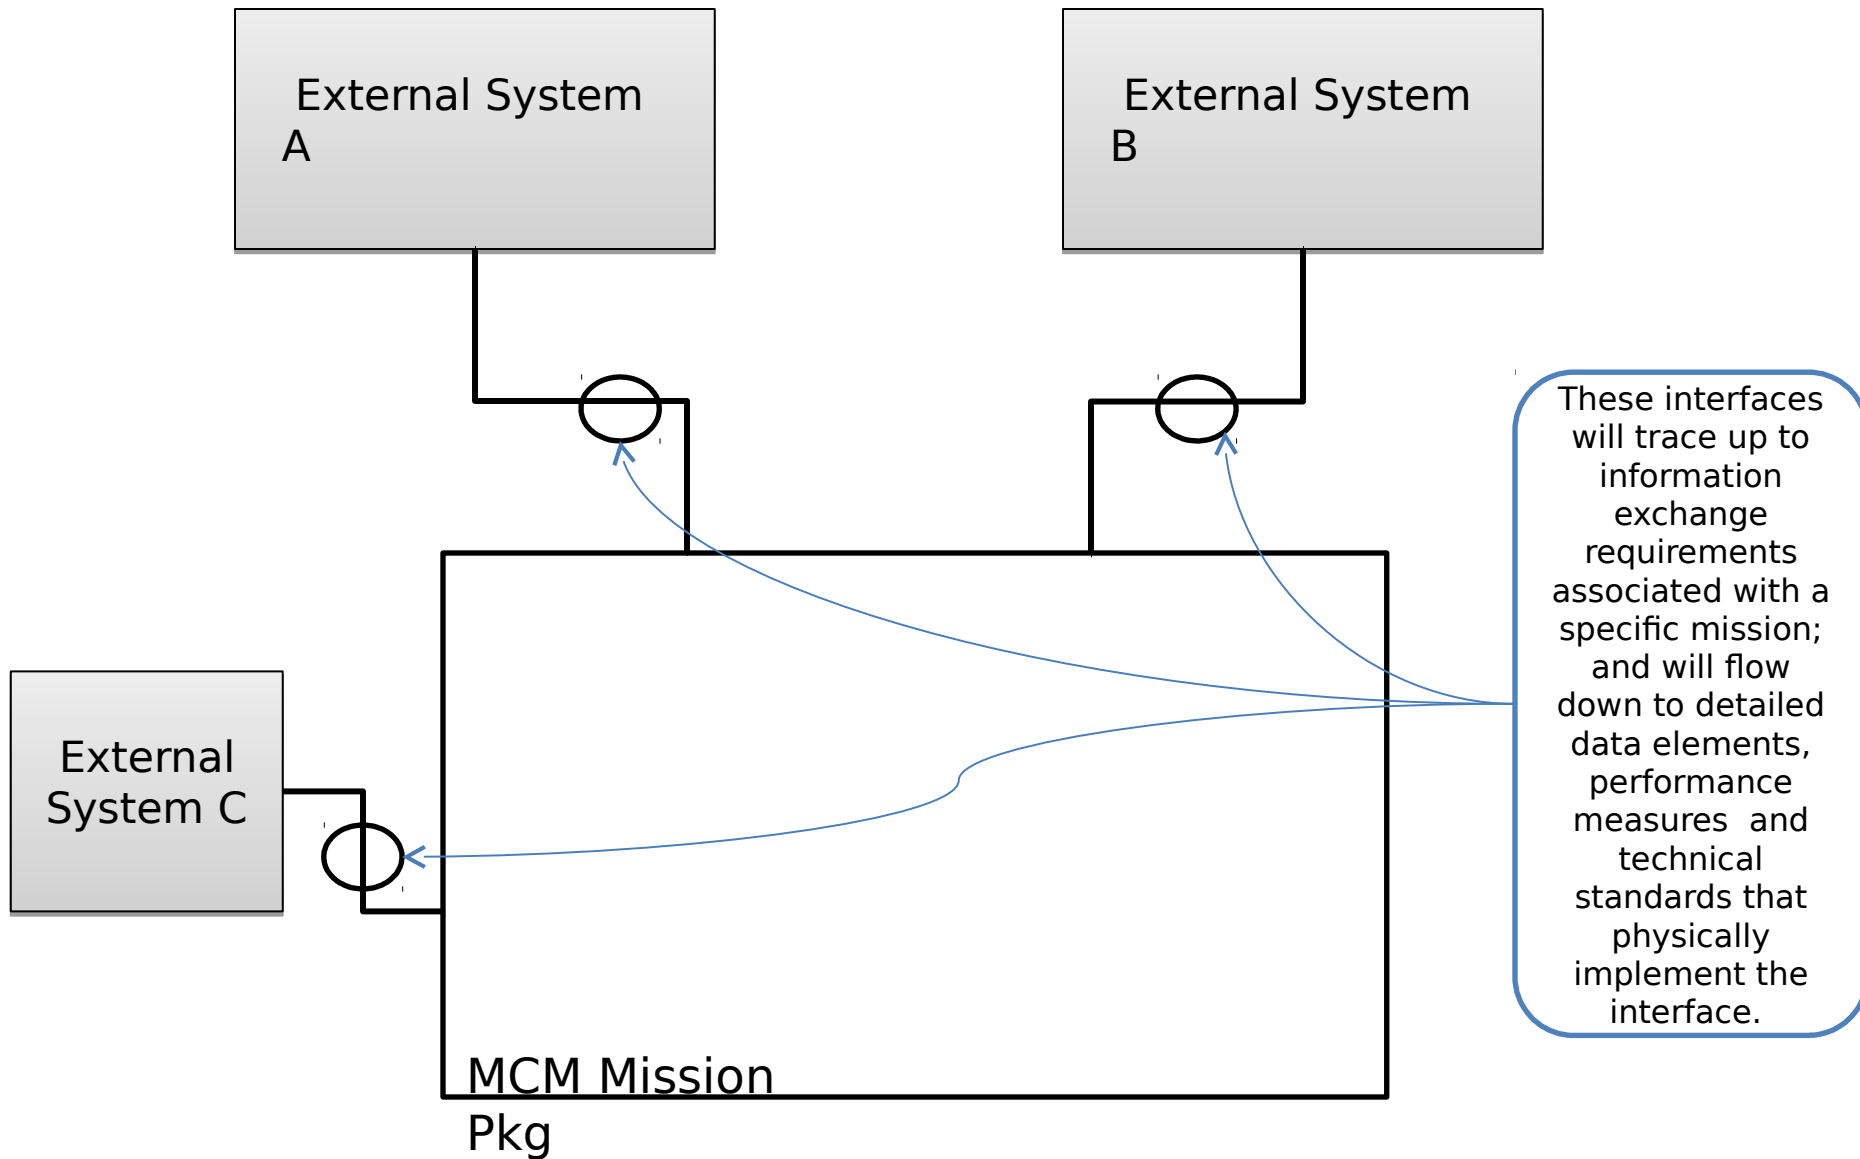 External System
A
External System
B
These interfaces
will trace up to
information
exchange
requirements
associated with a
specific mission;
and will flow
down to detailed
data elements,
performance
measures  and
technical
standards that
physically
implement the
interface.
External
System C
MCM Mission
Pkg